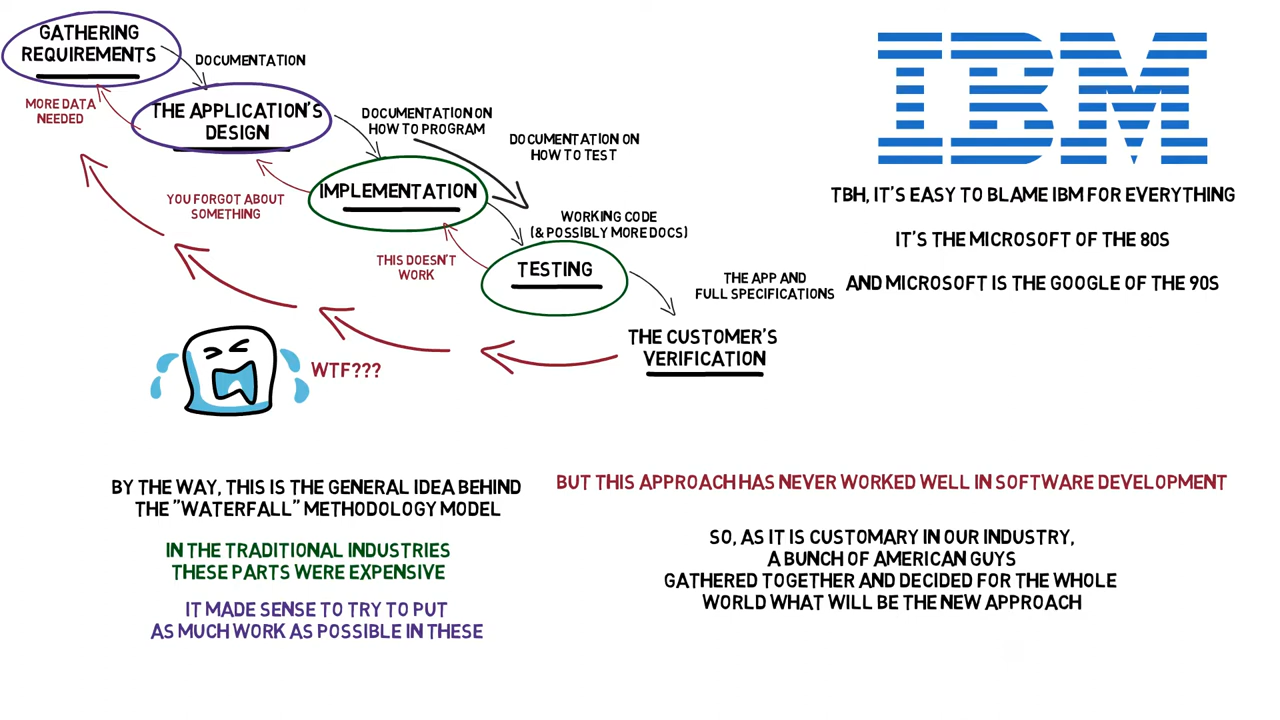 GATHERING
REQUIREMENTS
DOCUMENTATION
MORE DATA
NEEDED
THE APPLICATION'S
DESIGN
DOCUMENTATION ON
HOW TO PROGRAM
DOCUMENTATION ON
HOW TO TEST
YOU FORGOT ABOUT
SOMETHING
IMPLEMENTATION
WORKING CODE
(& POSSIBLY MORE DOCS)
THIS DOESN'T
WORK
TESTING
THE APP AND
FULL SPECIFICATIONS
THE CUSTOMER'S
VERIFICATION
WTF???
IBM
TBH, IT'S EASY TO BLAME IBM FOR EVERYTHING
IT'S THE MICROSOFT OF THE 80S
AND MICROSOFT IS THE GOOGLE OF THE 90S
BY THE WAY, THIS IS THE GENERAL IDEA BEHIND
THE "WATERFALL" METHODOLOGY MODEL
IN THE TRADITIONAL INDUSTRIES
THESE PARTS WERE EXPENSIVE
IT MADE SENSE TO TRY TO PUT
AS MUCH WORK AS POSSIBLE IN THESE
BUT THIS APPROACH HAS NEVER WORKED WELL IN SOFTWARE DEVELOPMENT
SO, AS IT IS CUSTOMARY IN OUR INDUSTRY,
A BUNCH OF AMERICAN GUYS
GATHERED TOGETHER AND DECIDED FOR THE WHOLE
WORLD WHAT WILL BE THE NEW APPROACH